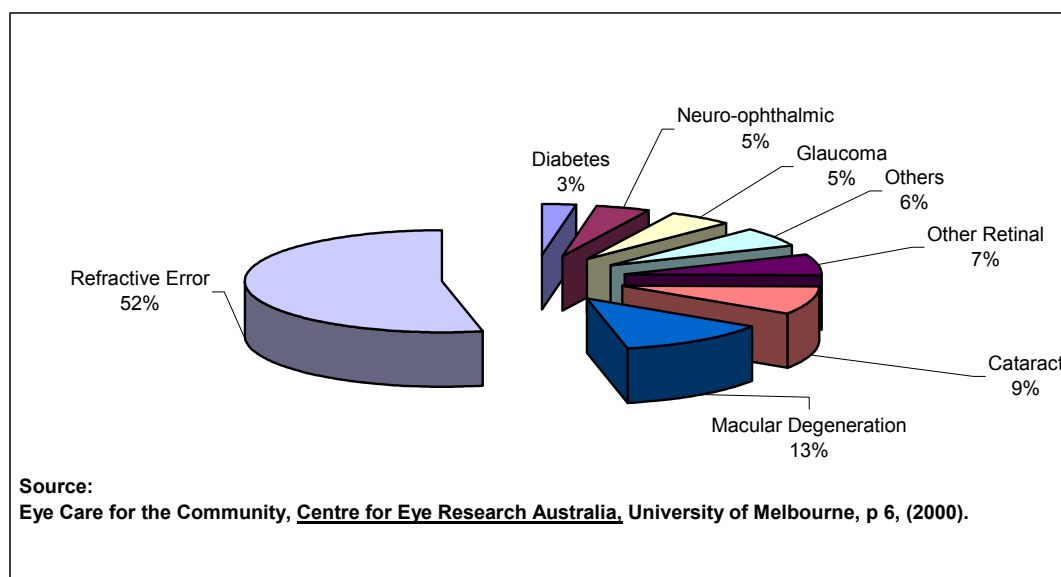 Neuro-ophthalmic
5%
Diabetes
3%
Glaucoma
5%
Others
6%
Other Retinal
7%
Refractive Error
52%
Cataract
9%
Macular Degeneration
13%
Source:
Eye Care for the Community, Centre for Eye Research Australia, University of Melbourne, p 6, (2000).